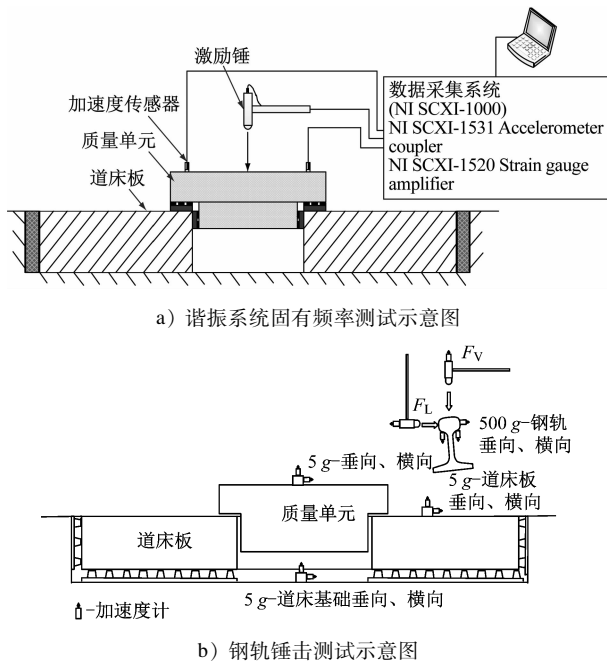 激励锤
加速度传感器
质量单元
道床板
数据采集系统
(NI SCXI-1000)
NI SCXI-1531 Accelerometer
coupler
NI SCXI-1520 Strain gauge
amplifier
a）谐振系统固有频率测试示意图
FV
FL
500 g-钢轨
垂向、横向
5 g-垂向、横向
5 g-道床板
垂向、横向
质量单元
道床板
5 g-道床基础垂向、横向
-加速度计
b）钢轨锤击测试示意图